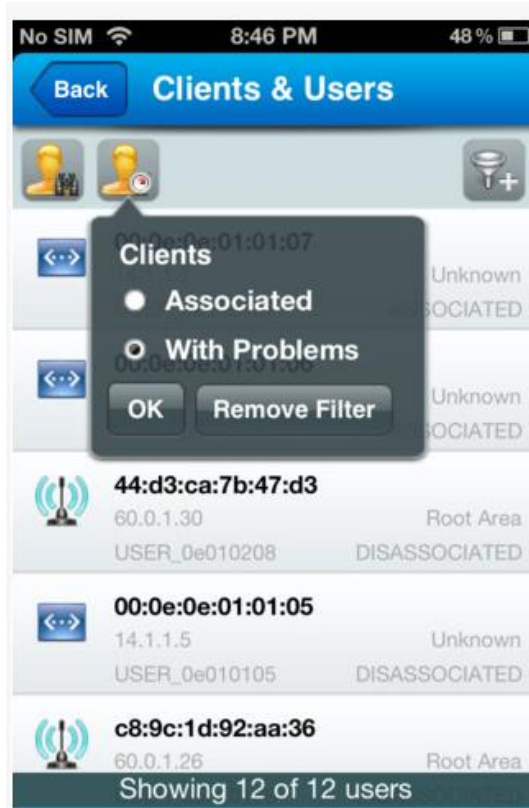 No SIM 8:46 PM 48 %
Back Clients & Users
00:0e:0e:01:01:07
Clients
Unknown
Associated
OCIATED
With Problems
Unknown
OK Remove Filter
OCIATED
44:d3:ca:7b:47:d3
60.0.1.30 Root Area
USER_0e010208 DISASSOCIATED
00:0e:0e:01:01:05
14.1.1.5 Unknown
USER_0e010105 DISASSOCIATED
c8:9c:1d:92:aa:36
60.0.1.26 Root Area
Showing 12 of 12 users